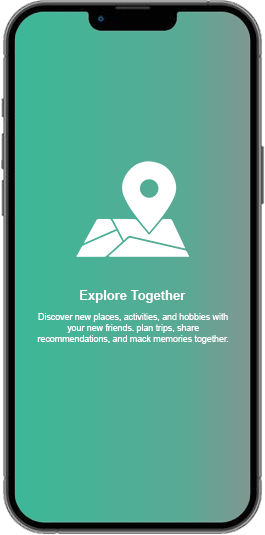 Explore Together
Discover new places, activities, and hobbies with
your new friends. plan trips, share
recommendations, and mack memories together.